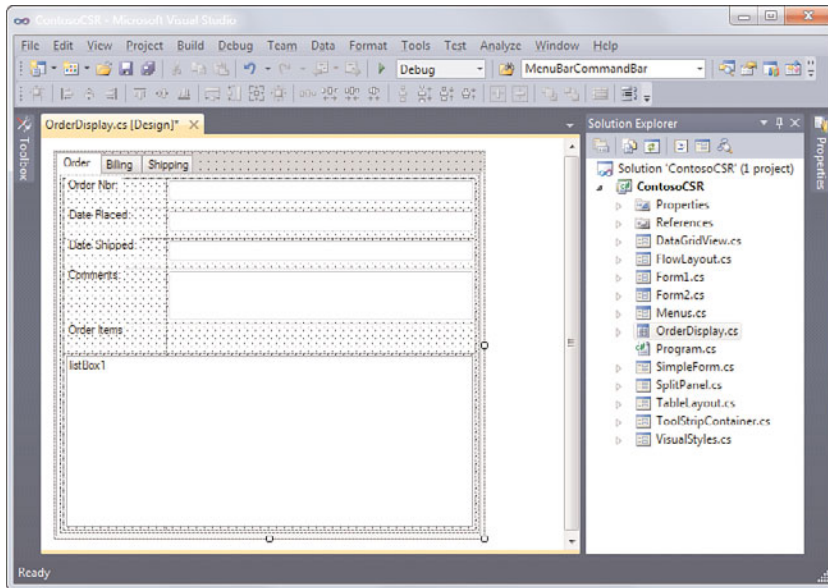 ContosoCSR - Microsoft Visual Studio
File Edit View Project Build Debug Team Data Format Tools Test Analyze Window Help
Debug MenuBarCommandBar
Toolbox
OrderDisplay.cs [Design]*
Order Billing Shipping
Order Nbr:
Date Placed:
Date Shipped:
Comments:
Order Items
listBox1
Solution Explorer
Solution 'ContosoCSR' (1 project)
ContosoCSR
Properties
References
DataGridView.cs
FlowLayout.cs
Form1.cs
Form2.cs
Menus.cs
OrderDisplay.cs
Program.cs
SimpleForm.cs
SplitPanel.cs
TableLayout.cs
ToolStripContainer.cs
VisualStyles.cs
Properties
Ready